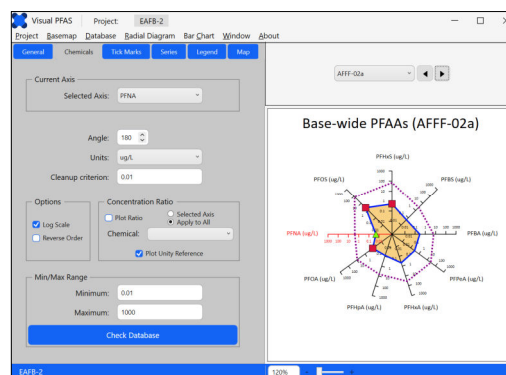 Visual PFAS Project: EAFB-2
Project Basemap Database Radial Diagram Bar Chart Window About
General Chemicals Tick Marks Series Legend Map
Current Axis
Selected Axis: PFNA
Angle: 180
Units: ug/L
Cleanup criterion: 0.01
Options
Log Scale
Reverse Order
Concentration Ratio
Plot Ratio
Selected Axis
Apply to All
Chemical:
Plot Unity Reference
Min/Max Range
Minimum: 0.01
Maximum: 1000
Check Database
EAFB-2
AFFF-02a
Base-wide PFAAs (AFFF-02a)
PFHxS (ug/L)
PFOS (ug/L)
PFBS (ug/L)
PFNA (ug/L)
PFBA (ug/L)
PFOA (ug/L)
PFPeA (ug/L)
PFHpA (ug/L)
PFHxA (ug/L)
120%